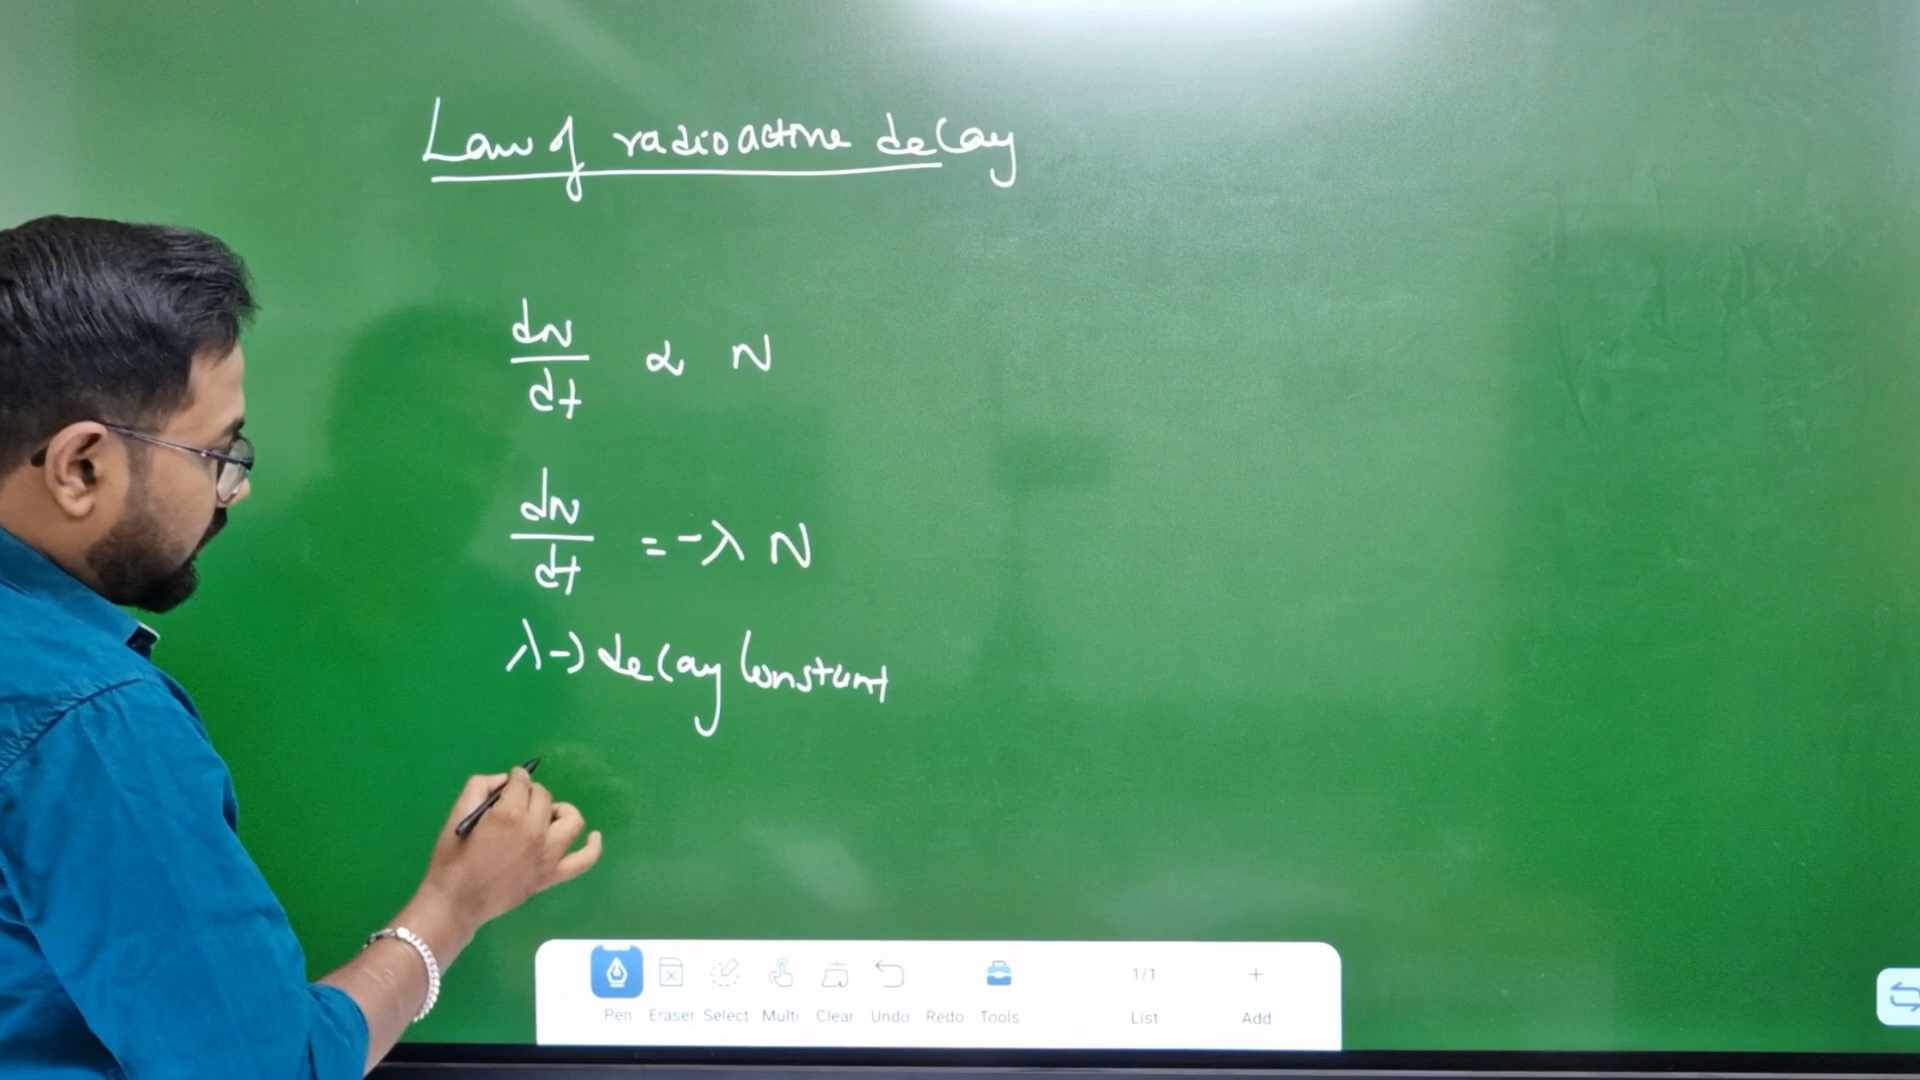 Law of radioactive decay
dN/dt α N
dN/dt = -λ N
λ → decay constant
Pen Eraser Select Multi Clear Undo Redo Tools 1/1 List + Add